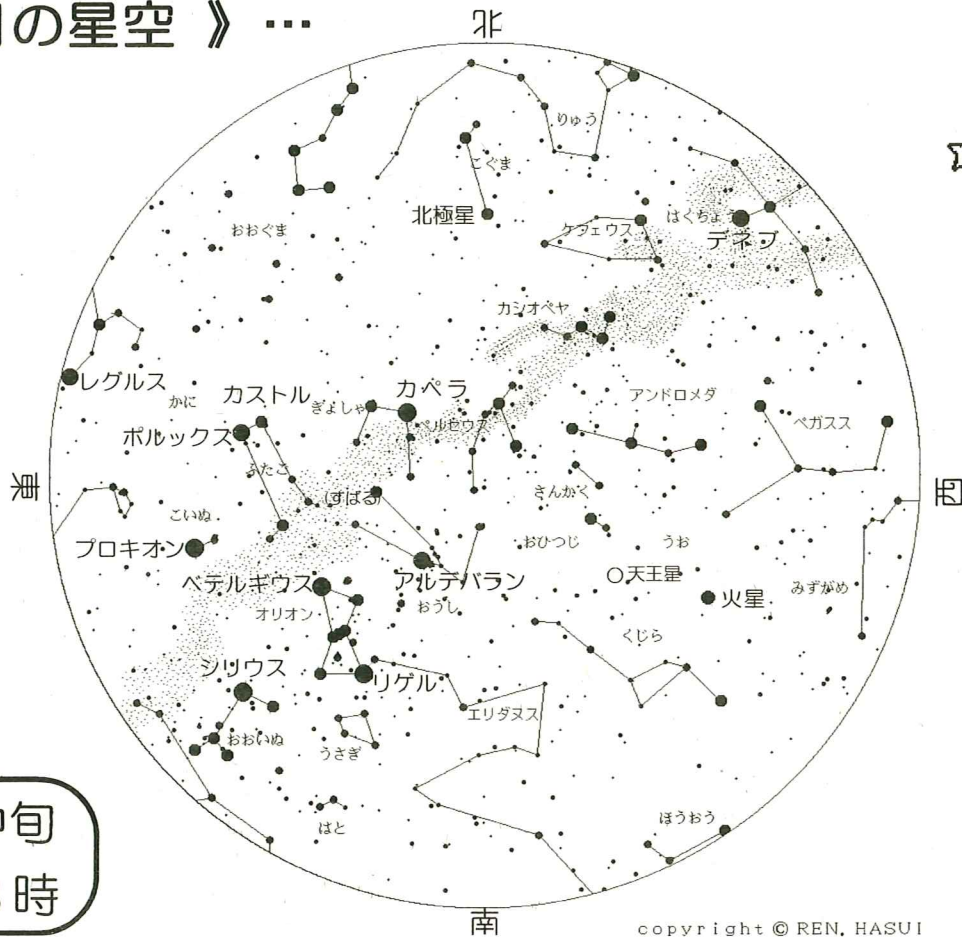 の星空 》 …
北
りゅう
こぐま
北極星
おおぐま
ケフェウス
はくちょう
デネブ
カシオペヤ
レグルス
かに
カストル
ぎょしゃ
カペラ
ペルセウス
アンドロメダ
ペガスス
ポルックス
ふたご
(すばる)
さんかく
東
西
こいぬ
プロキオン
おひつじ
うお
ベテルギウス
アルデバラン
おうし
天王星
火星
みずがめ
オリオン
くじら
シリウス
リゲル
エリダヌス
おおいぬ
うさぎ
はと
ほうおう
旬
時
南
copyright © REN. HASUI